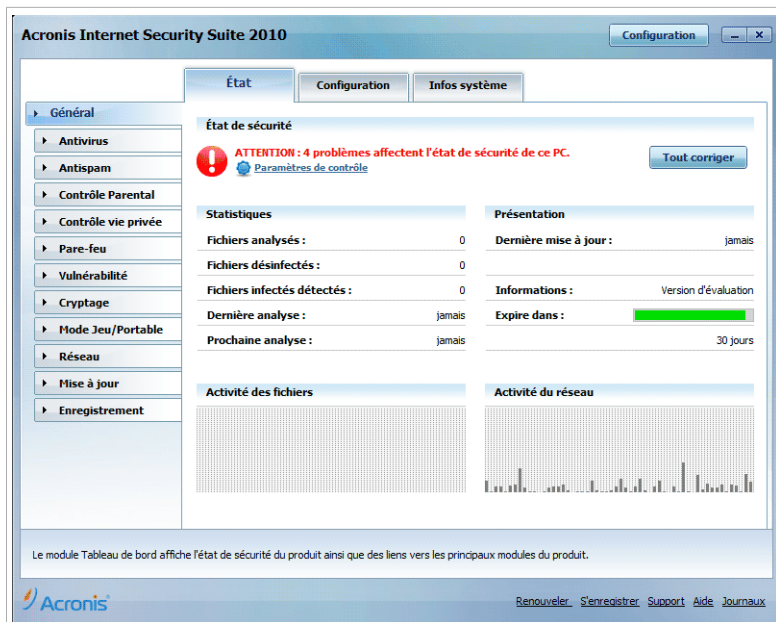 Acronis Internet Security Suite 2010
Configuration
État
Configuration
Infos système
Général
Antivirus
Antispam
Contrôle Parental
Contrôle vie privée
Pare-feu
Vulnérabilité
Cryptage
Mode Jeu/Portable
Réseau
Mise à jour
Enregistrement
État de sécurité
ATTENTION : 4 problèmes affectent l'état de sécurité de ce PC.
Paramètres de contrôle
Tout corriger
Statistiques
Fichiers analysés : 0
Fichiers désinfectés : 0
Fichiers infectés détectés : 0
Dernière analyse : jamais
Prochaine analyse : jamais
Présentation
Dernière mise à jour : jamais
Informations : Version d'évaluation
Expire dans :
30 jours
Activité des fichiers
Activité du réseau
Le module Tableau de bord affiche l'état de sécurité du produit ainsi que des liens vers les principaux modules du produit.
Acronis
Renouveler S'enregistrer Support Aide Journaux